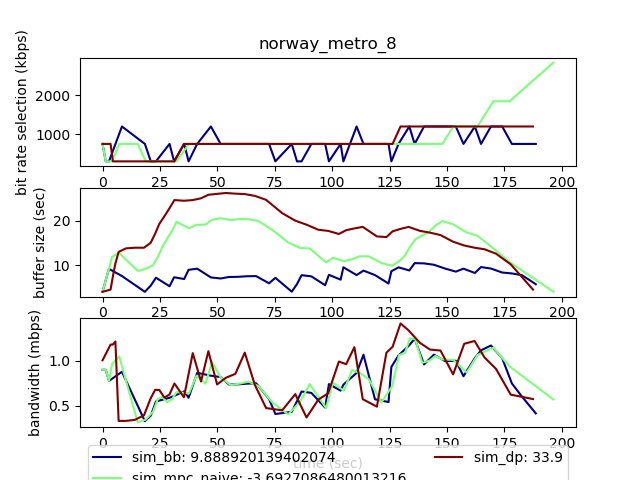 norway_metro_8
bit rate selection (kbps)
2000
1000
0 25 50 75 100 125 150 175 200
buffer size (sec)
20
10
0 25 50 75 100 125 150 175 200
bandwidth (mbps)
1.0
0.5
0 25 50 75 100 125 150 175 200
time (sec)
sim_bb: 9.888920139402074
sim_dp: 33.9
sim_mpc_naive: -3.6927086480013216